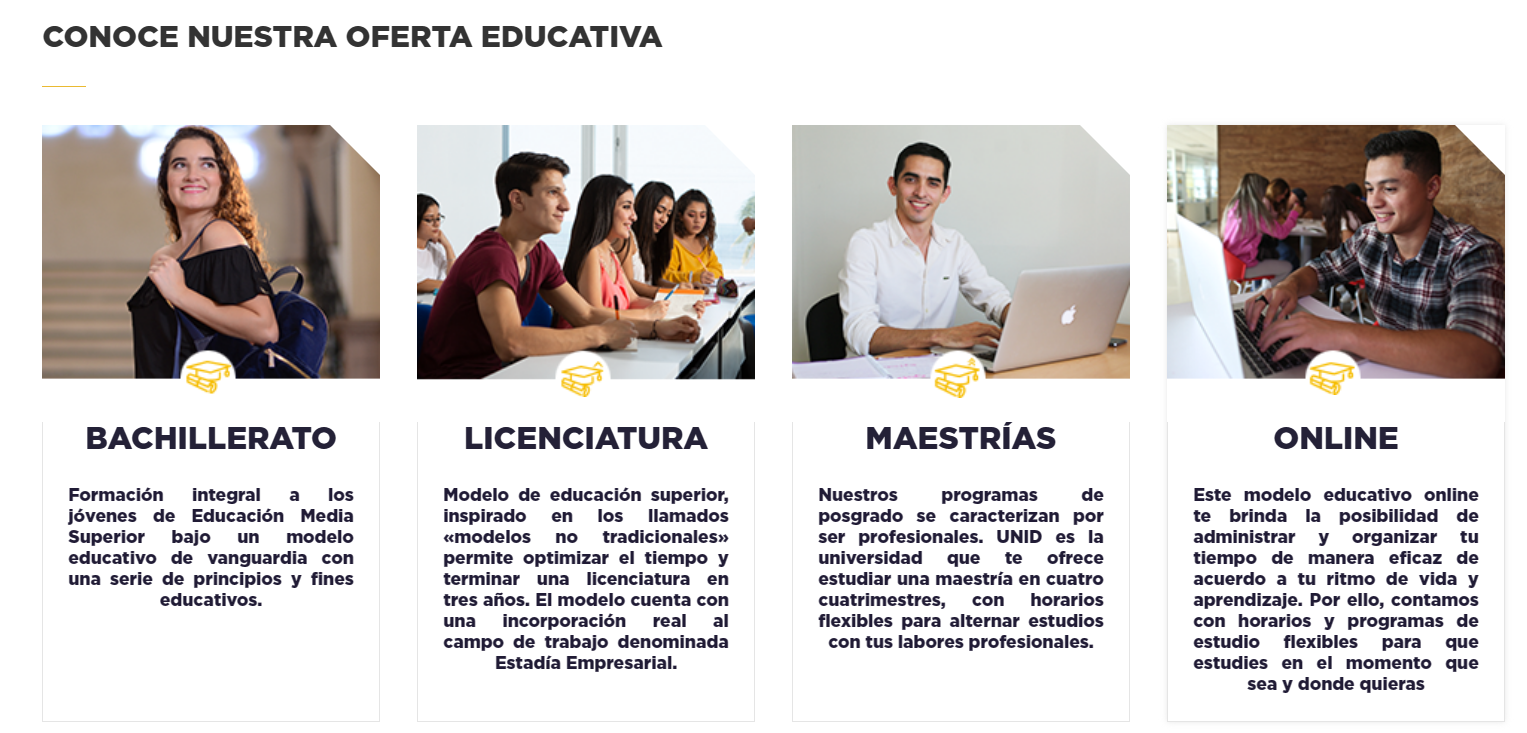 CONOCE NUESTRA OFERTA EDUCATIVA
BACHILLERATO
Formación integral a los
jóvenes de Educación Media
Superior bajo un modelo
educativo de vanguardia con
una serie de principios y fines
educativos.
LICENCIATURA
Modelo de educación superior,
inspirado en los llamados
«modelos no tradicionales»
permite optimizar el tiempo y
terminar una licenciatura en
tres años. El modelo cuenta con
una incorporación real al
campo de trabajo denominada
Estadía Empresarial.
MAESTRÍAS
Nuestros programas de
posgrado se caracterizan por
ser profesionales. UNID es la
universidad que te ofrece
estudiar una maestría en cuatro
cuatrimestres, con horarios
flexibles para alternar estudios
con tus labores profesionales.
ONLINE
Este modelo educativo online
te brinda la posibilidad de
administrar y organizar tu
tiempo de manera eficaz de
acuerdo a tu ritmo de vida y
aprendizaje. Por ello, contamos
con horarios y programas de
estudio flexibles para que
estudies en el momento que
sea y donde quieras